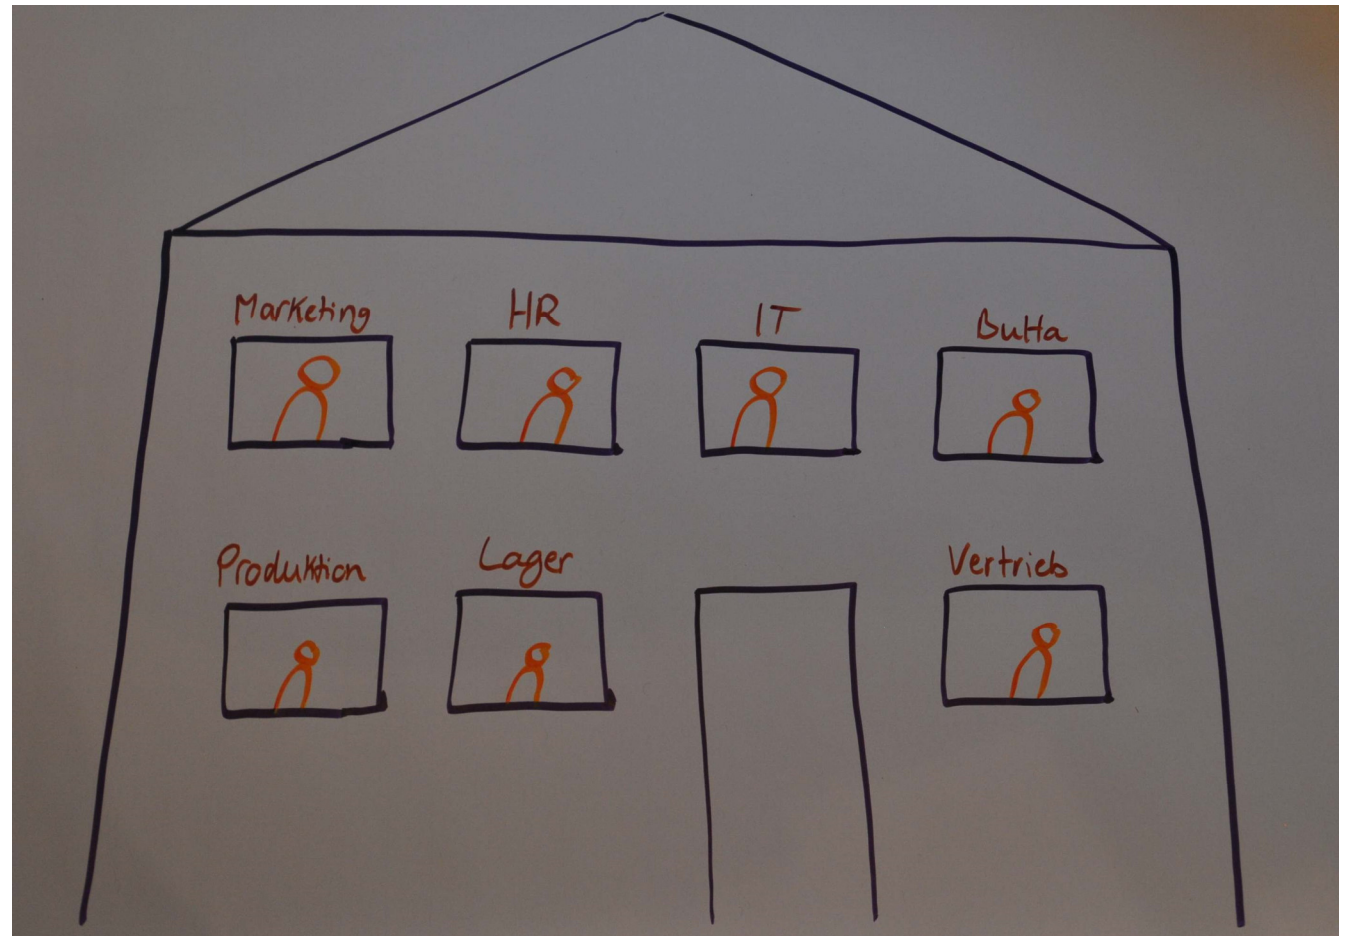 Marketing
HR
IT
BuHa
Produktion
Lager
Vertrieb